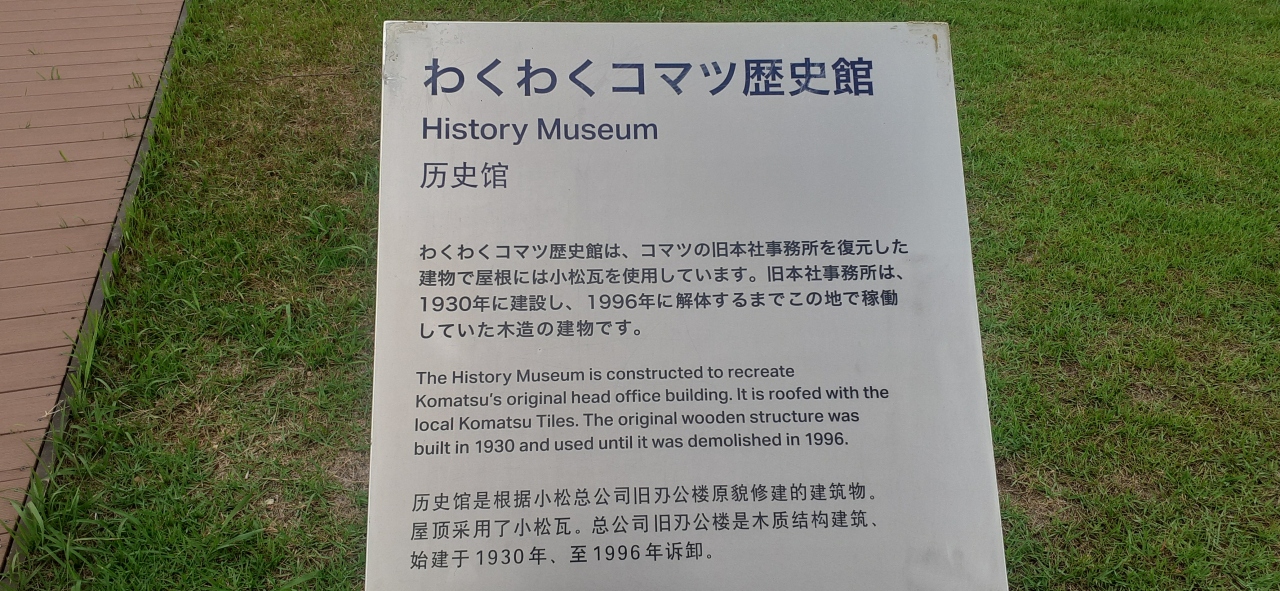 わくわくコマツ歴史館
History Museum
历史馆
わくわくコマツ歴史館は、コマツの旧本社事務所を復元した
建物で屋根には小松瓦を使用しています。旧本社事務所は、
1930年に建設し、1996年に解体するまでこの地で稼働
していた木造の建物です。
The History Museum is constructed to recreate
Komatsu's original head office building. It is roofed with the
local Komatsu Tiles. The original wooden structure was
built in 1930 and used until it was demolished in 1996.
历史馆是根据小松总公司旧刃公楼原貌修建的建筑物。
屋顶采用了小松瓦。总公司旧刃公楼是木质结构建筑、
始建于1930年、至1996年诉卸。